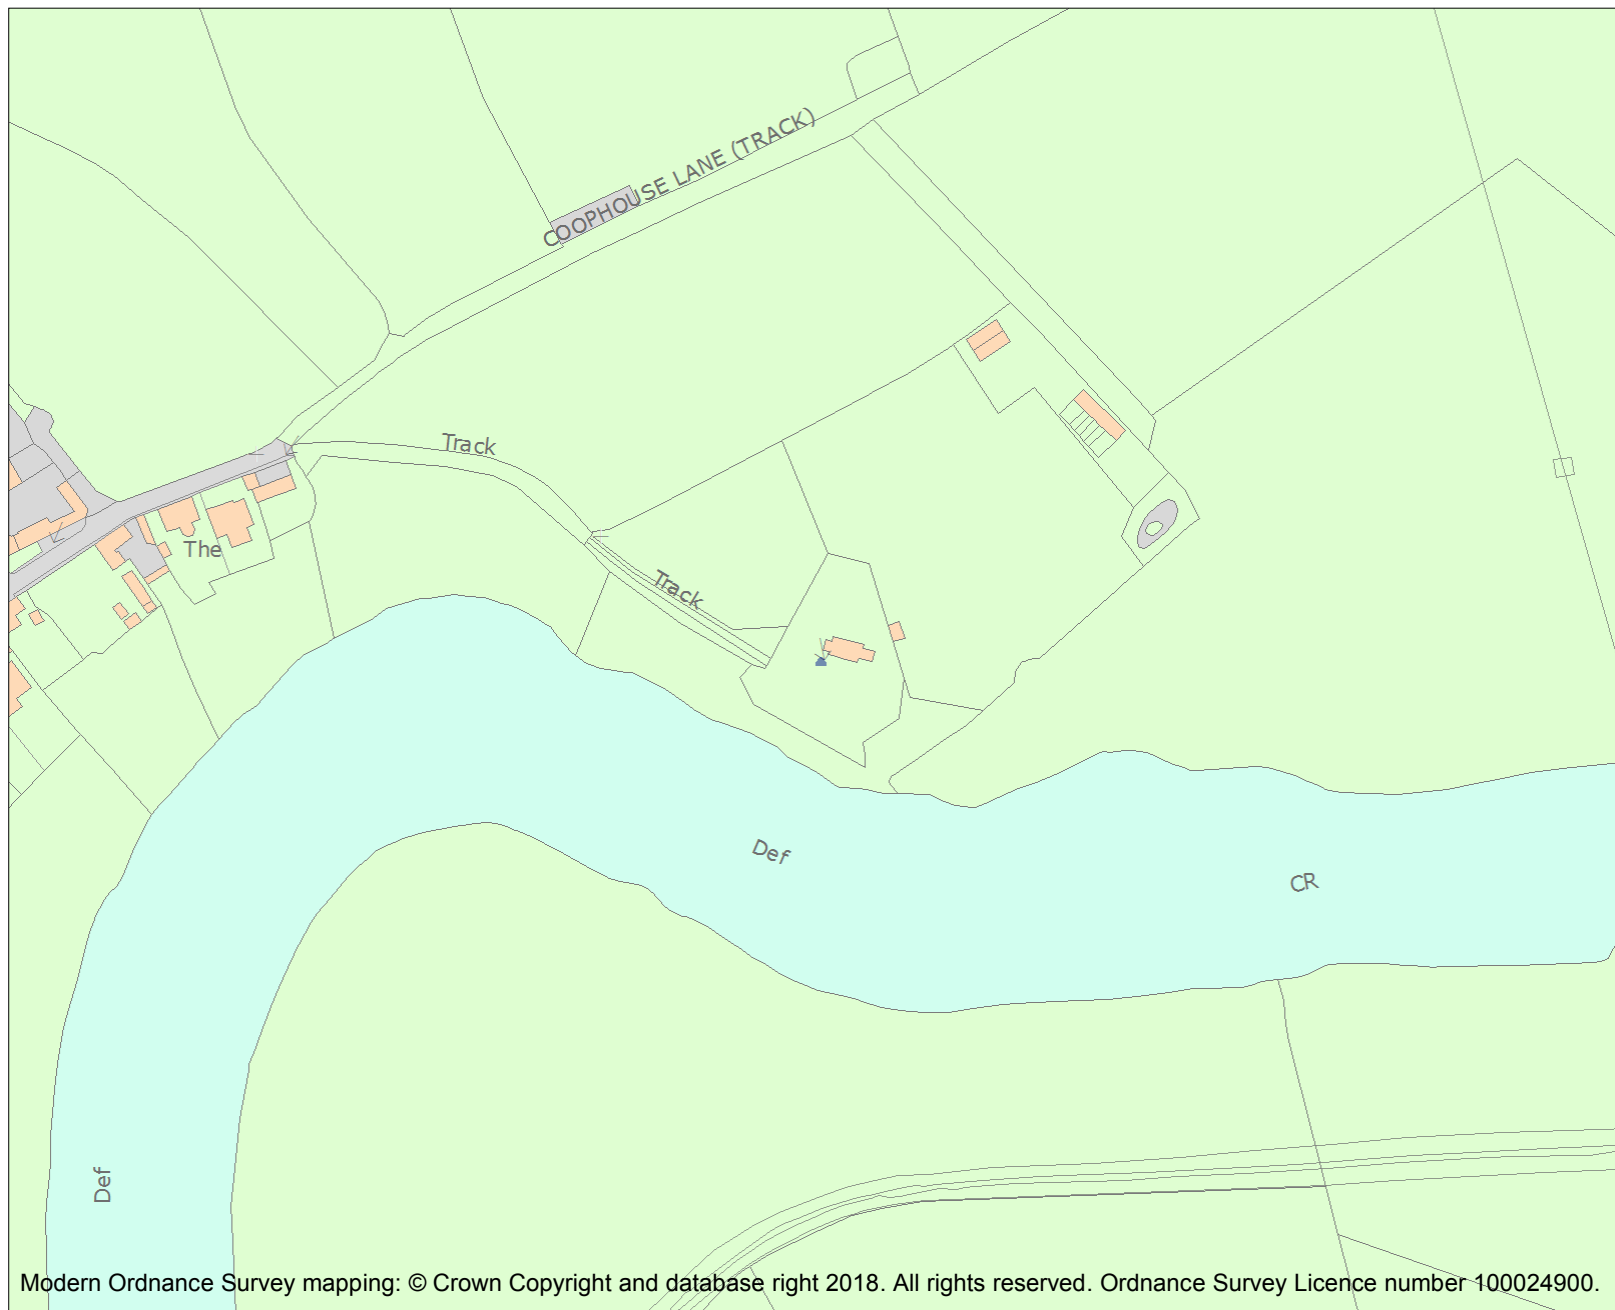 COOPHOUSE LANE (TRACK)
Track
The
Track
Def
CR
Def
Modern Ordnance Survey mapping: © Crown Copyright and database right 2018. All rights reserved. Ordnance Survey Licence number 100024900.